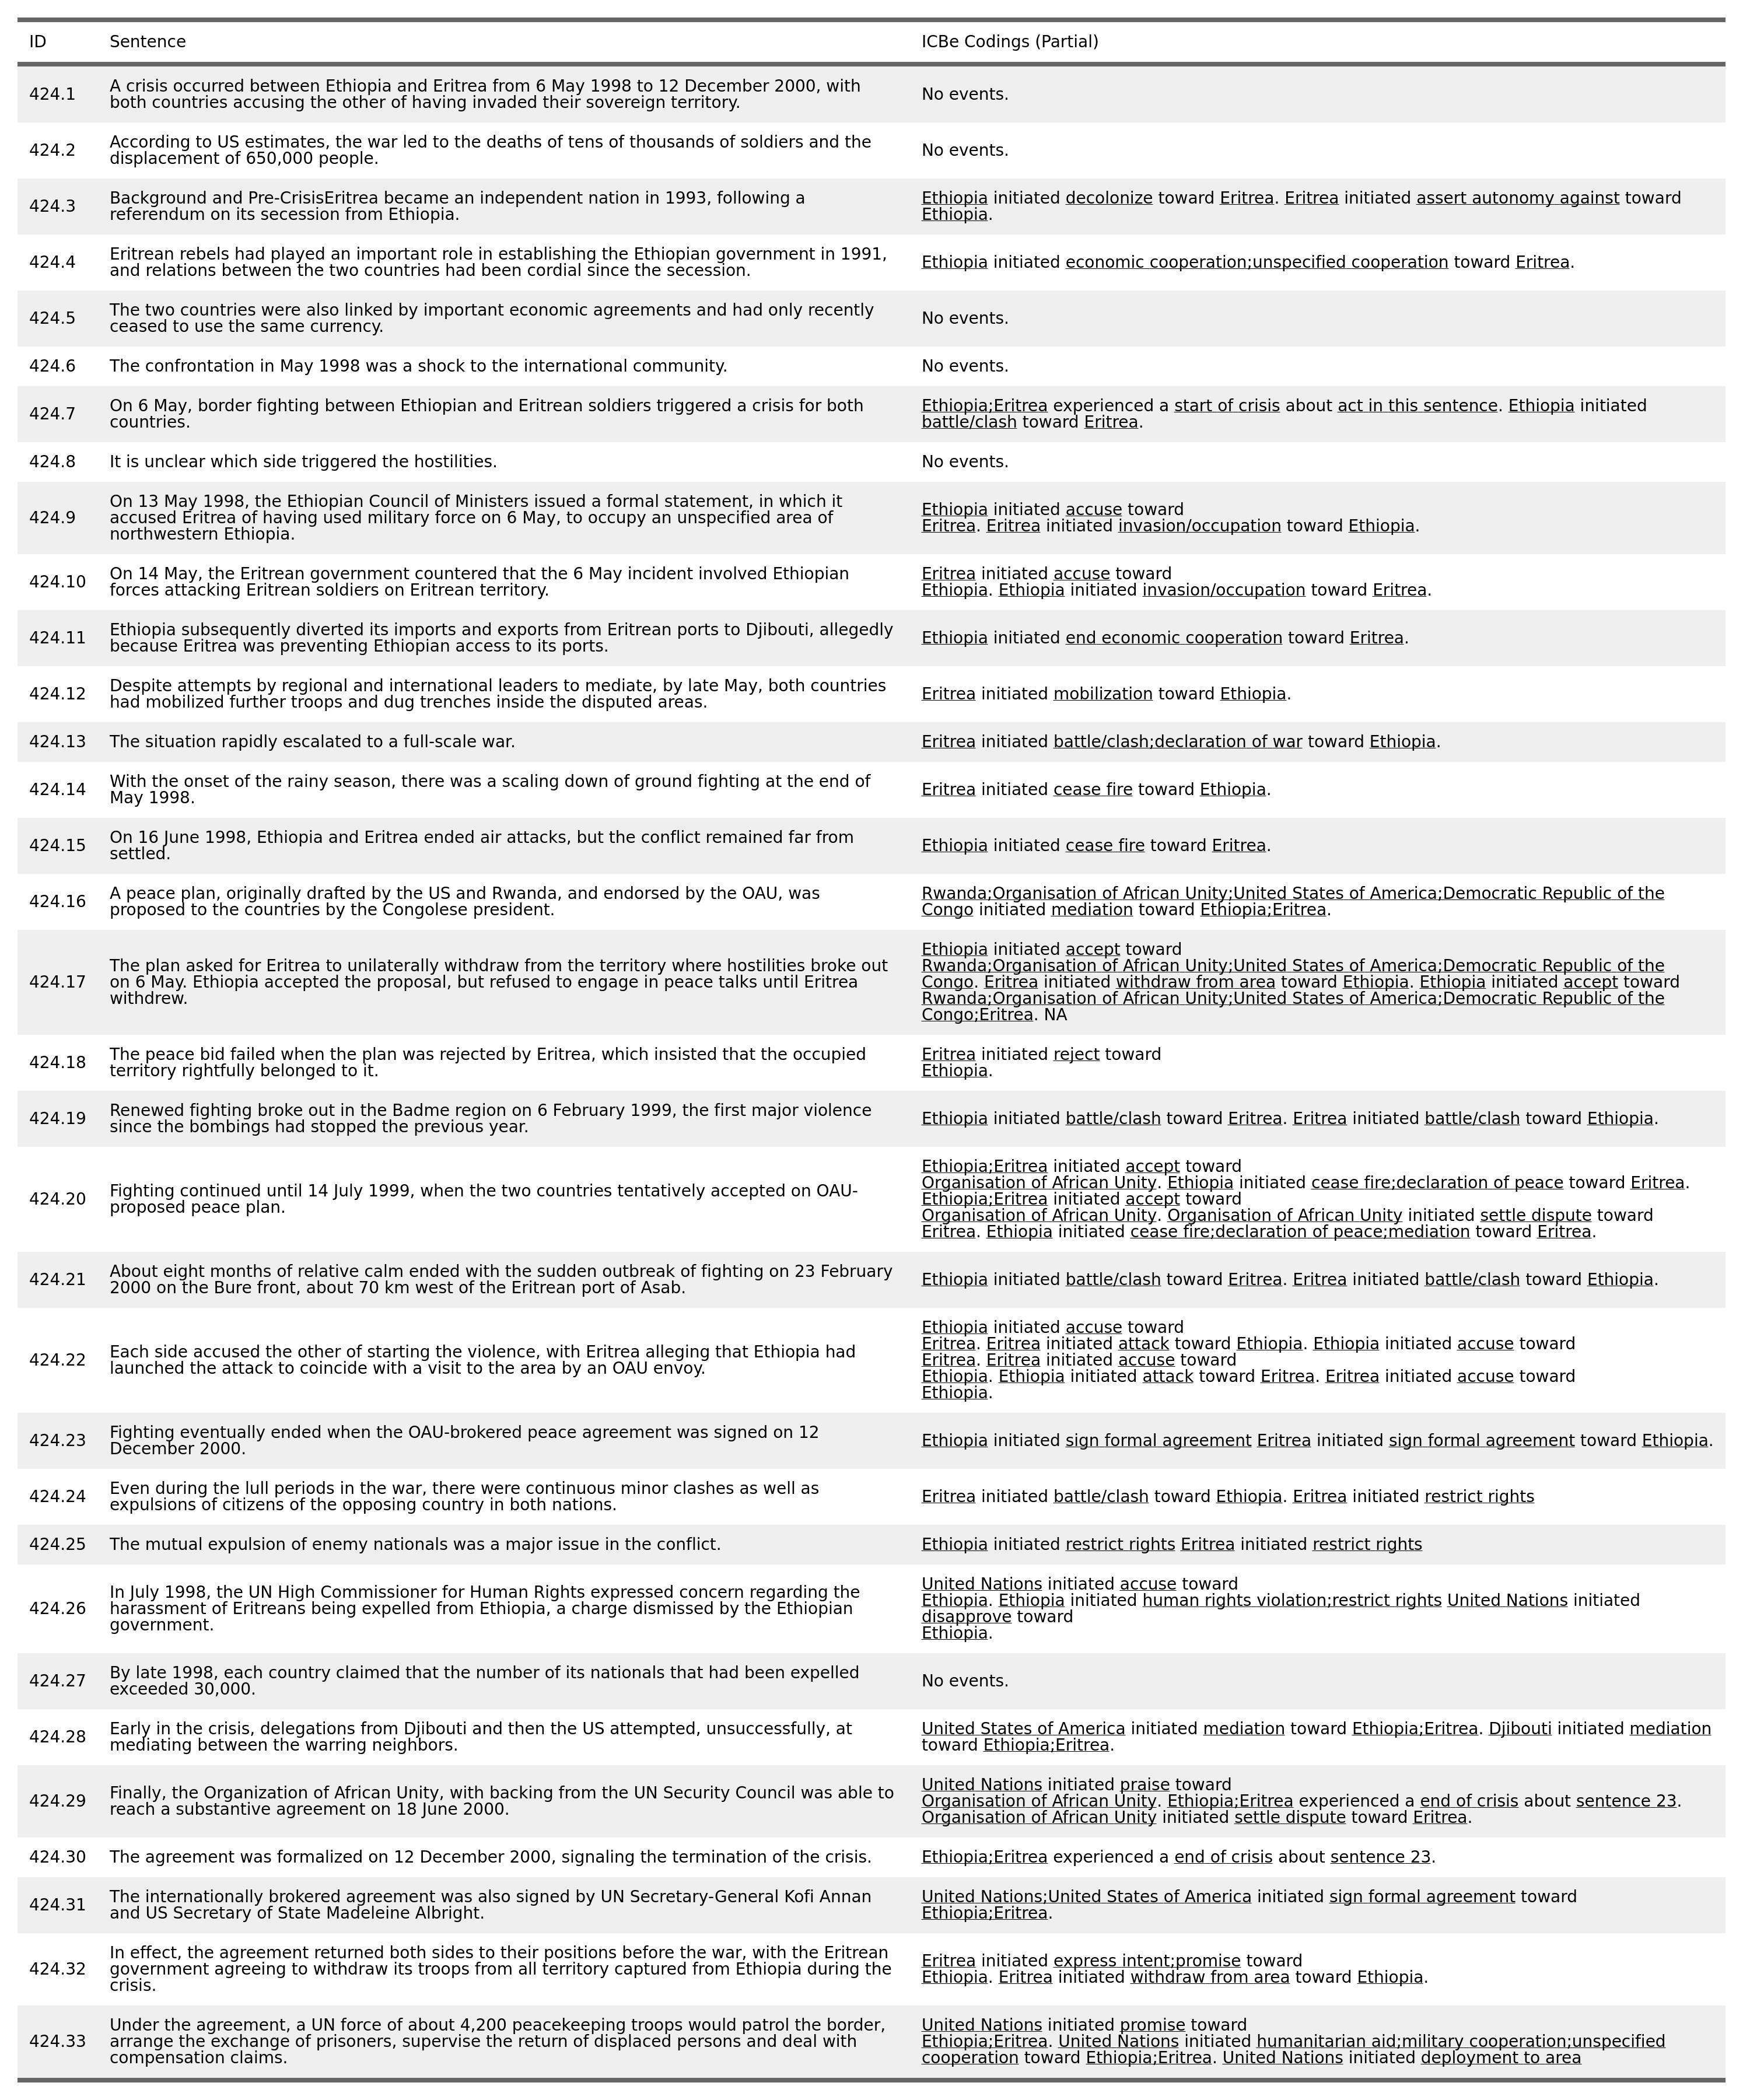 ID Sentence ICBe Codings (Partial)
424.1 A crisis occurred between Ethiopia and Eritrea from 6 May 1998 to 12 December 2000, with
both countries accusing the other of having invaded their sovereign territory. No events.
424.2 According to US estimates, the war led to the deaths of tens of thousands of soldiers and the
displacement of 650,000 people. No events.
424.3 Background and Pre-CrisisEritrea became an independent nation in 1993, following a
referendum on its secession from Ethiopia.
Ethiopia initiated decolonize toward Eritrea. Eritrea initiated assert autonomy against toward
Ethiopia.
424.4 Eritrean rebels had played an important role in establishing the Ethiopian government in 1991,
and relations between the two countries had been cordial since the secession.
Ethiopia initiated economic cooperation;unspecified cooperation toward Eritrea.
424.5 The two countries were also linked by important economic agreements and had only recently
ceased to use the same currency.
No events.
424.6 The confrontation in May 1998 was a shock to the international community. No events.
424.7 On 6 May, border fighting between Ethiopian and Eritrean soldiers triggered a crisis for both
countries.
Ethiopia;Eritrea experienced a start of crisis about act in this sentence. Ethiopia initiated
battle/clash toward Eritrea.
424.8 It is unclear which side triggered the hostilities. No events.
424.9 On 13 May 1998, the Ethiopian Council of Ministers issued a formal statement, in which it
accused Eritrea of having used military force on 6 May, to occupy an unspecified area of
northwestern Ethiopia.
Ethiopia initiated accuse toward
Eritrea. Eritrea initiated invasion/occupation toward Ethiopia.
424.10 On 14 May, the Eritrean government countered that the 6 May incident involved Ethiopian
forces attacking Eritrean soldiers on Eritrean territory.
Eritrea initiated accuse toward
Ethiopia. Ethiopia initiated invasion/occupation toward Eritrea.
424.11 Ethiopia subsequently diverted its imports and exports from Eritrean ports to Djibouti, allegedly
because Eritrea was preventing Ethiopian access to its ports.
Ethiopia initiated end economic cooperation toward Eritrea.
424.12 Despite attempts by regional and international leaders to mediate, by late May, both countries
had mobilized further troops and dug trenches inside the disputed areas.
Eritrea initiated mobilization toward Ethiopia.
424.13 The situation rapidly escalated to a full-scale war. Eritrea initiated battle/clash;declaration of war toward Ethiopia.
424.14 With the onset of the rainy season, there was a scaling down of ground fighting at the end of
May 1998.
Eritrea initiated cease fire toward Ethiopia.
424.15 On 16 June 1998, Ethiopia and Eritrea ended air attacks, but the conflict remained far from
settled.
Ethiopia initiated cease fire toward Eritrea.
424.16 A peace plan, originally drafted by the US and Rwanda, and endorsed by the OAU, was
proposed to the countries by the Congolese president.
Rwanda;Organisation of African Unity;United States of America;Democratic Republic of the
Congo initiated mediation toward Ethiopia;Eritrea.
424.17 The plan asked for Eritrea to unilaterally withdraw from the territory where hostilities broke out
on 6 May. Ethiopia accepted the proposal, but refused to engage in peace talks until Eritrea
withdrew.
Ethiopia initiated accept toward
Rwanda;Organisation of African Unity;United States of America;Democratic Republic of the
Congo. Eritrea initiated withdraw from area toward Ethiopia. Ethiopia initiated accept toward
Rwanda;Organisation of African Unity;United States of America;Democratic Republic of the
Congo;Eritrea. NA
424.18 The peace bid failed when the plan was rejected by Eritrea, which insisted that the occupied
territory rightfully belonged to it.
Eritrea initiated reject toward
Ethiopia.
424.19 Renewed fighting broke out in the Badme region on 6 February 1999, the first major violence
since the bombings had stopped the previous year.
Ethiopia initiated battle/clash toward Eritrea. Eritrea initiated battle/clash toward Ethiopia.
424.20 Fighting continued until 14 July 1999, when the two countries tentatively accepted on OAU-
proposed peace plan.
Ethiopia;Eritrea initiated accept toward
Organisation of African Unity. Ethiopia initiated cease fire;declaration of peace toward Eritrea.
Ethiopia;Eritrea initiated accept toward
Organisation of African Unity. Organisation of African Unity initiated settle dispute toward
Eritrea. Ethiopia initiated cease fire;declaration of peace;mediation toward Eritrea.
424.21 About eight months of relative calm ended with the sudden outbreak of fighting on 23 February
2000 on the Bure front, about 70 km west of the Eritrean port of Asab.
Ethiopia initiated battle/clash toward Eritrea. Eritrea initiated battle/clash toward Ethiopia.
424.22 Each side accused the other of starting the violence, with Eritrea alleging that Ethiopia had
launched the attack to coincide with a visit to the area by an OAU envoy.
Ethiopia initiated accuse toward
Eritrea. Eritrea initiated attack toward Ethiopia. Ethiopia initiated accuse toward
Eritrea. Eritrea initiated accuse toward
Ethiopia. Ethiopia initiated attack toward Eritrea. Eritrea initiated accuse toward
Ethiopia.
424.23 Fighting eventually ended when the OAU-brokered peace agreement was signed on 12
December 2000.
Ethiopia initiated sign formal agreement Eritrea initiated sign formal agreement toward Ethiopia.
424.24 Even during the lull periods in the war, there were continuous minor clashes as well as
expulsions of citizens of the opposing country in both nations.
Eritrea initiated battle/clash toward Ethiopia. Eritrea initiated restrict rights
424.25 The mutual expulsion of enemy nationals was a major issue in the conflict. Ethiopia initiated restrict rights Eritrea initiated restrict rights
424.26 In July 1998, the UN High Commissioner for Human Rights expressed concern regarding the
harassment of Eritreans being expelled from Ethiopia, a charge dismissed by the Ethiopian
government.
United Nations initiated accuse toward
Ethiopia. Ethiopia initiated human rights violation;restrict rights United Nations initiated
disapprove toward
Ethiopia.
424.27 By late 1998, each country claimed that the number of its nationals that had been expelled
exceeded 30,000.
No events.
424.28 Early in the crisis, delegations from Djibouti and then the US attempted, unsuccessfully, at
mediating between the warring neighbors.
United States of America initiated mediation toward Ethiopia;Eritrea. Djibouti initiated mediation
toward Ethiopia;Eritrea.
424.29 Finally, the Organization of African Unity, with backing from the UN Security Council was able to
reach a substantive agreement on 18 June 2000.
United Nations initiated praise toward
Organisation of African Unity. Ethiopia;Eritrea experienced a end of crisis about sentence 23.
Organisation of African Unity initiated settle dispute toward Eritrea.
424.30 The agreement was formalized on 12 December 2000, signaling the termination of the crisis. Ethiopia;Eritrea experienced a end of crisis about sentence 23.
424.31 The internationally brokered agreement was also signed by UN Secretary-General Kofi Annan
and US Secretary of State Madeleine Albright.
United Nations;United States of America initiated sign formal agreement toward
Ethiopia;Eritrea.
424.32 In effect, the agreement returned both sides to their positions before the war, with the Eritrean
government agreeing to withdraw its troops from all territory captured from Ethiopia during the
crisis.
Eritrea initiated express intent;promise toward
Ethiopia. Eritrea initiated withdraw from area toward Ethiopia.
424.33 Under the agreement, a UN force of about 4,200 peacekeeping troops would patrol the border,
arrange the exchange of prisoners, supervise the return of displaced persons and deal with
compensation claims.
United Nations initiated promise toward
Ethiopia;Eritrea. United Nations initiated humanitarian aid;military cooperation;unspecified
cooperation toward Ethiopia;Eritrea. United Nations initiated deployment to area